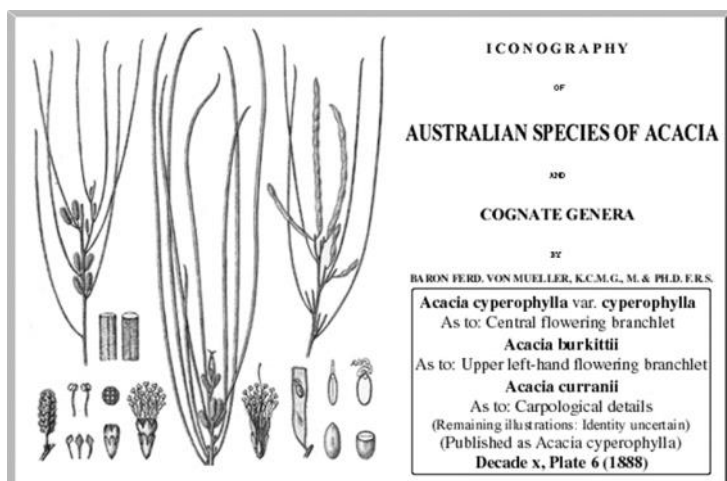 ICONOGRAPHY
OF
AUSTRALIAN SPECIES OF ACACIA
AND
COGNATE GENERA
BY
BARON FERD. VON MUELLER, K.C.M.G., M. & PH.D. F.R.S.
Acacia cyperophylla var. cyperophylla
As to: Central flowering branchlet
Acacia burkittii
As to: Upper left-hand flowering branchlet
Acacia curranii
As to: Carpological details
(Remaining illustrations: Identity uncertain)
(Published as Acacia cyperophylla)
Decade x, Plate 6 (1888)